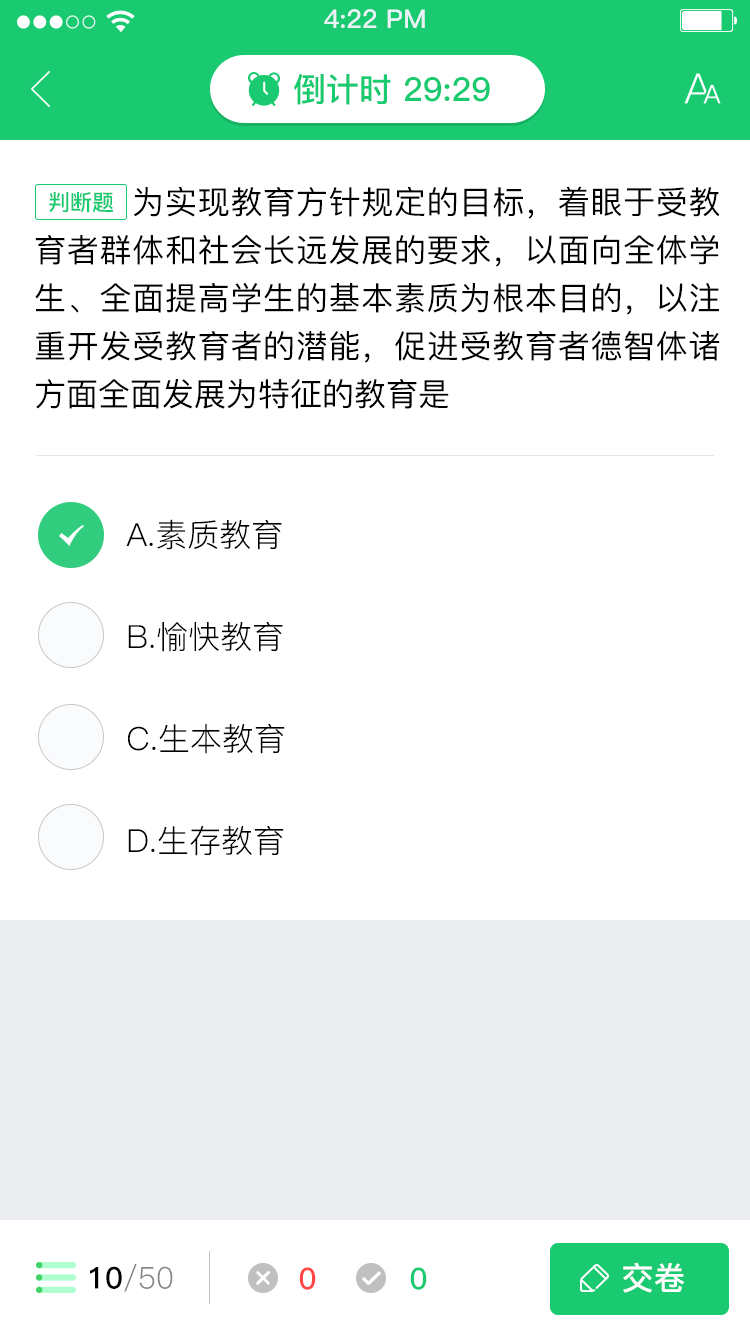 4:22 PM
倒计时 29:29
AA
判断题 为实现教育方针规定的目标，着眼于受教
育者群体和社会长远发展的要求，以面向全体学
生、全面提高学生的基本素质为根本目的，以注
重开发受教育者的潜能，促进受教育者德智体诸
方面全面发展为特征的教育是
A.素质教育
B.愉快教育
C.生本教育
D.生存教育
10/50 0 0 交卷